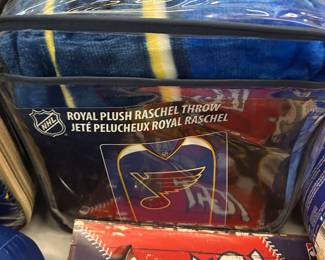 NHL
ROYAL PLUSH RASCHEL THROW
JETÉ PELUCHEUX ROYAL RASCHEL